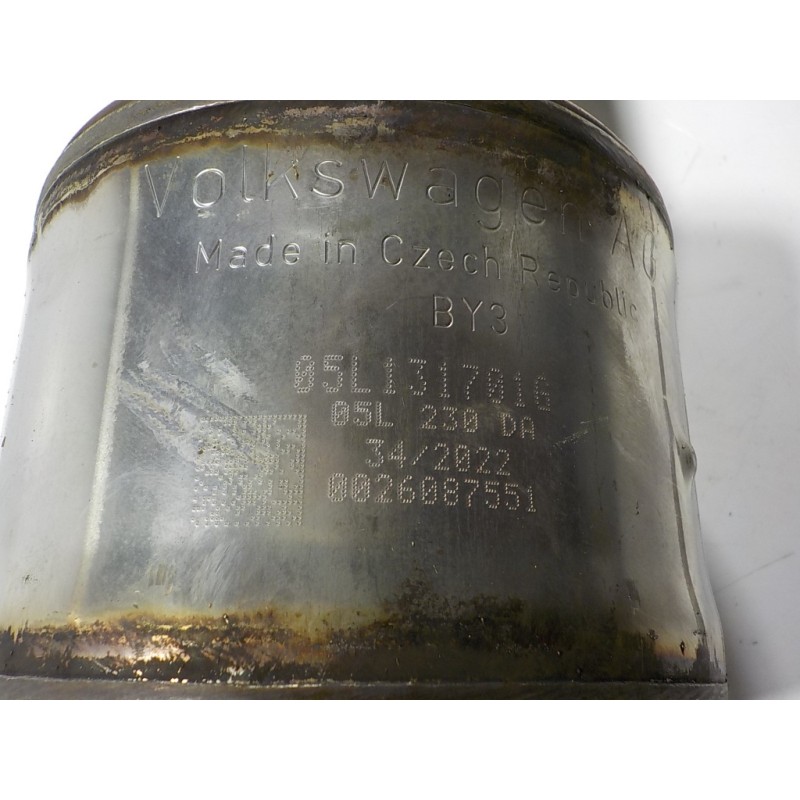 Volkswagen AG
Made in Czech Republic
BY3
05L131701G
05L 230 DA
34/2022
0026087551